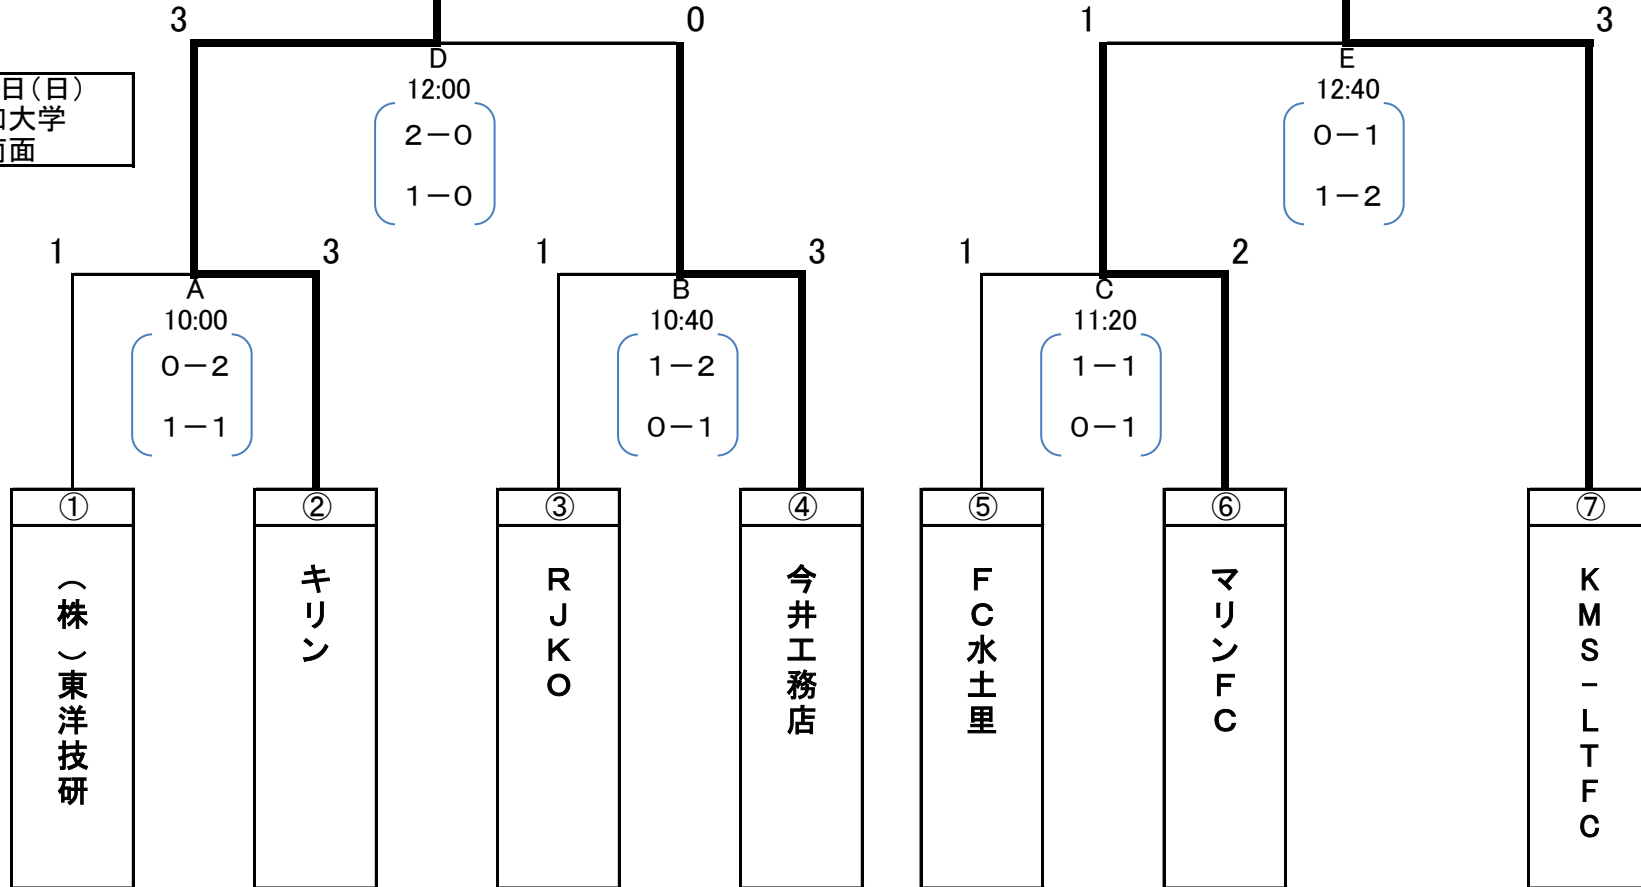 3 0 1 3
D E
日(日) 12:00 12:40
大学 2-0 0-1
面 1-0 1-2
1 3 1 3 1 2
A B C
10:00 10:40 11:20
0-2 1-2 1-1
1-1 0-1 0-1
① ② ③ ④ ⑤ ⑥ ⑦
(株)東洋技研
キリン
RJKO
今井工務店
FC水土里
マリンFC
KMS-LTFC